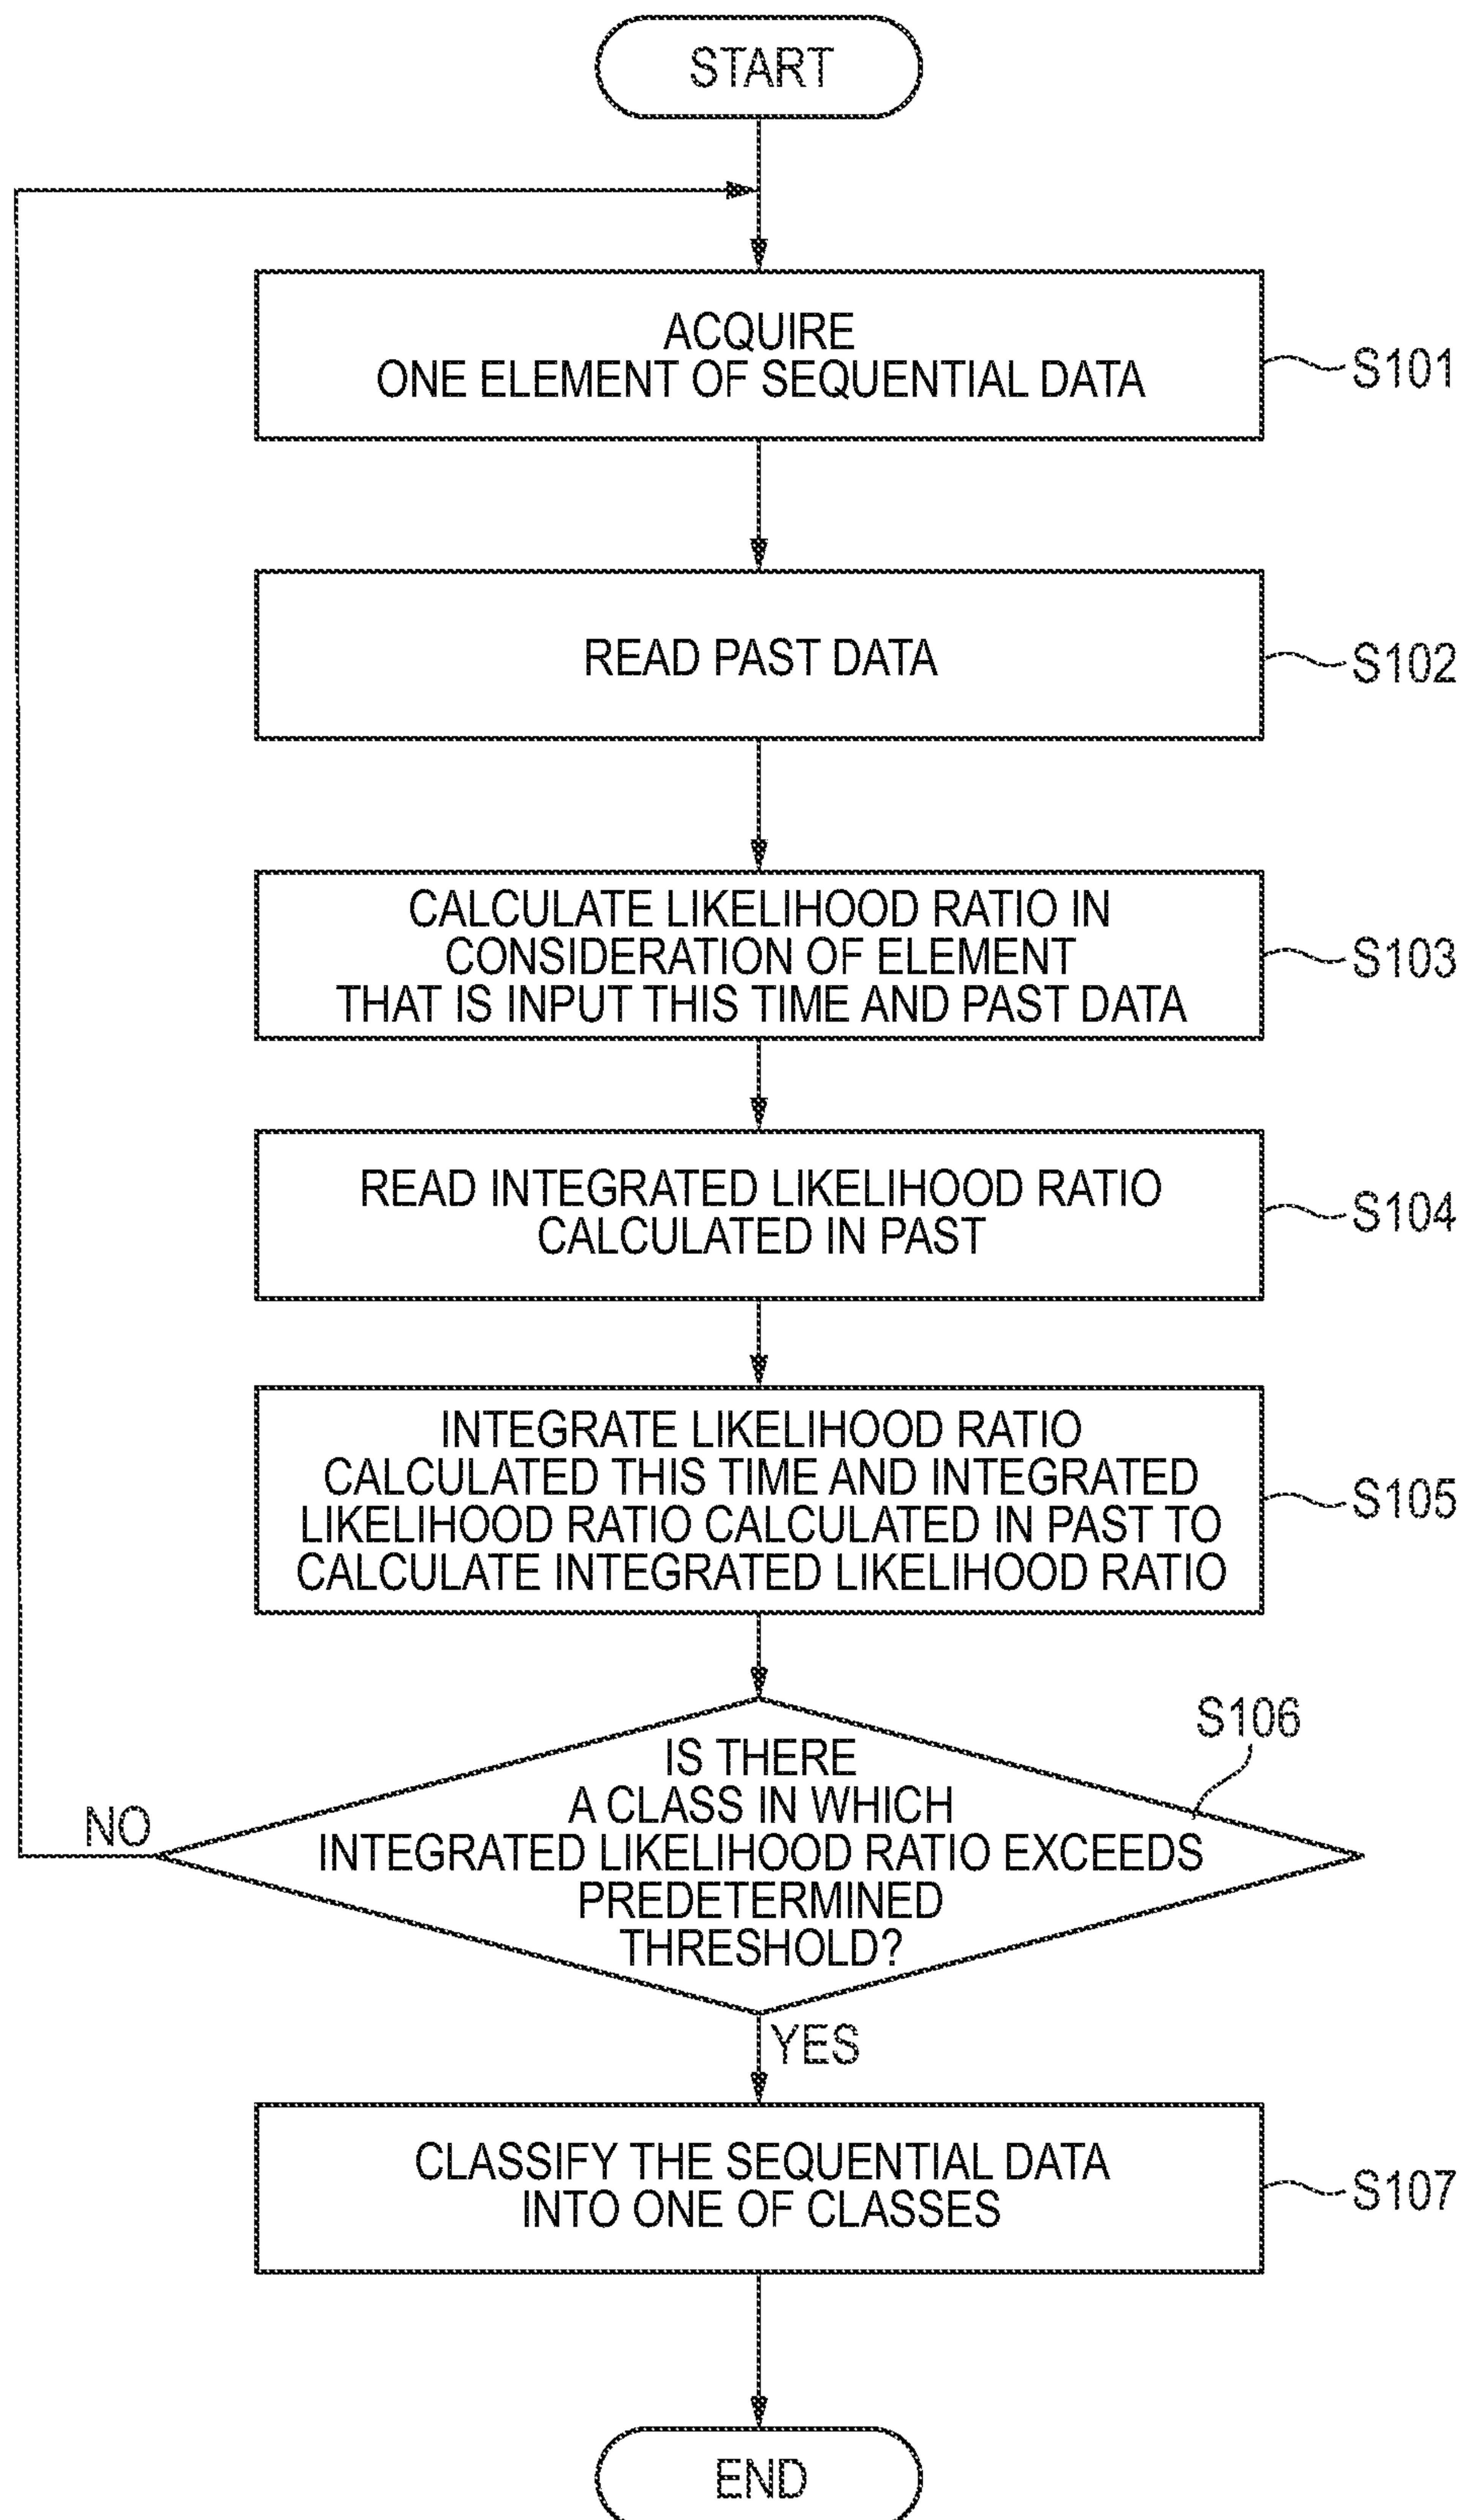 START
ACQUIRE
ONE ELEMENT OF SEQUENTIAL DATA
S101
READ PAST DATA
S102
CALCULATE LIKELIHOOD RATIO IN
CONSIDERATION OF ELEMENT
THAT IS INPUT THIS TIME AND PAST DATA
S103
READ INTEGRATED LIKELIHOOD RATIO
CALCULATED IN PAST
S104
INTEGRATE LIKELIHOOD RATIO
CALCULATED THIS TIME AND INTEGRATED
LIKELIHOOD RATIO CALCULATED IN PAST TO
CALCULATE INTEGRATED LIKELIHOOD RATIO
S105
S106
IS THERE
A CLASS IN WHICH
INTEGRATED LIKELIHOOD RATIO EXCEEDS
PREDETERMINED
THRESHOLD?
NO
YES
CLASSIFY THE SEQUENTIAL DATA
INTO ONE OF CLASSES
S107
END